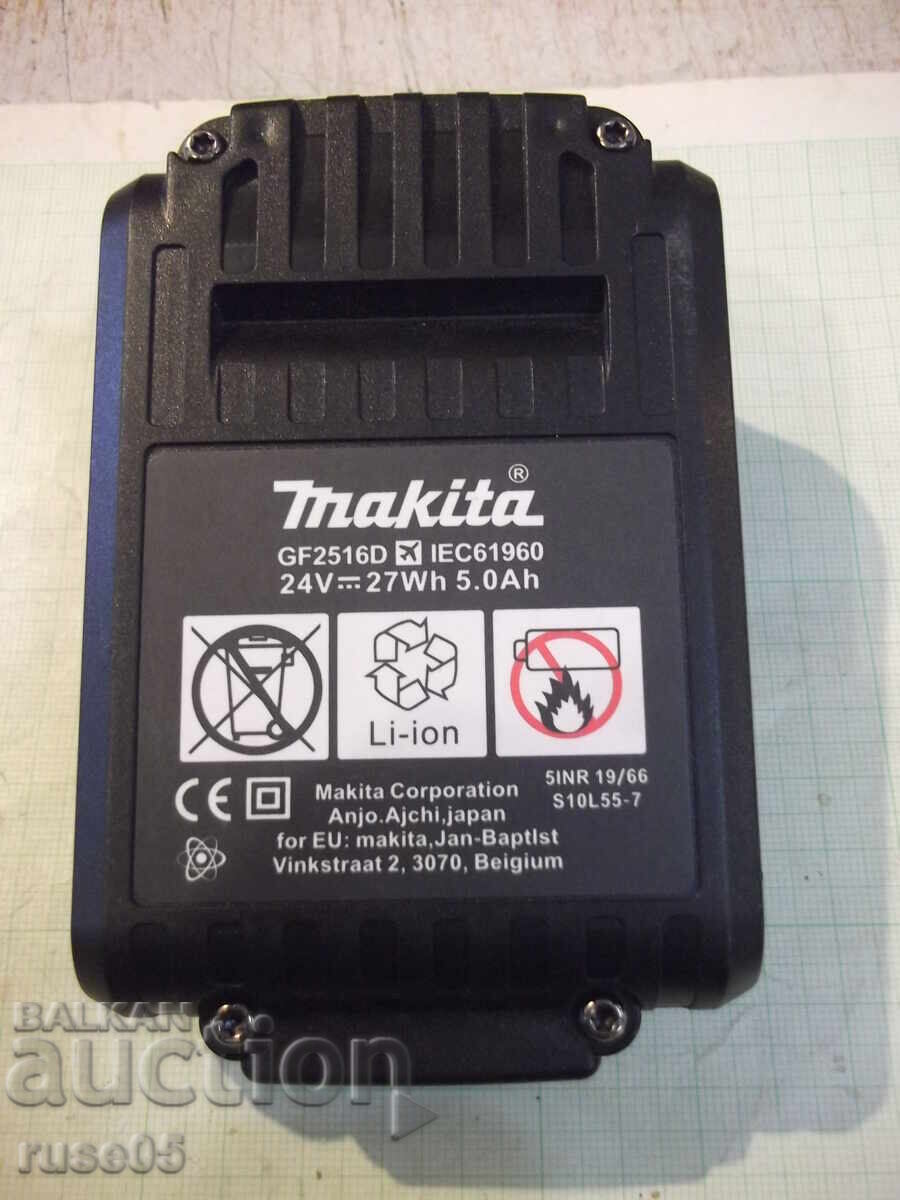 makita®
GF2516D IEC61960
24V 27Wh 5.0Ah
Li-ion
5INR 19/66
S10L55-7
CE
Makita Corporation
Anjo.Ajchi,japan
for EU: makita,Jan-Baptlst
Vinkstraat 2, 3070, Beigium
BALKAN
auction
ruse05